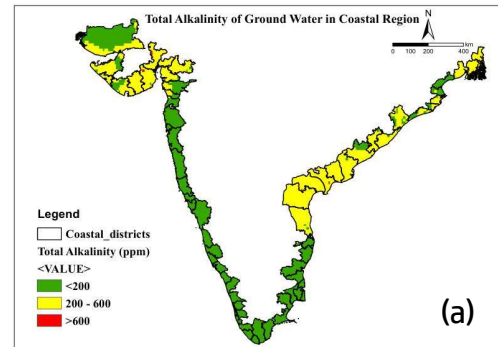 Total Alkalinity of Ground Water in Coastal Region
N
km
0 100 200 400
Legend
Coastal_districts
Total Alkalinity (ppm)
<VALUE>
<200
200 - 600
>600
(a)